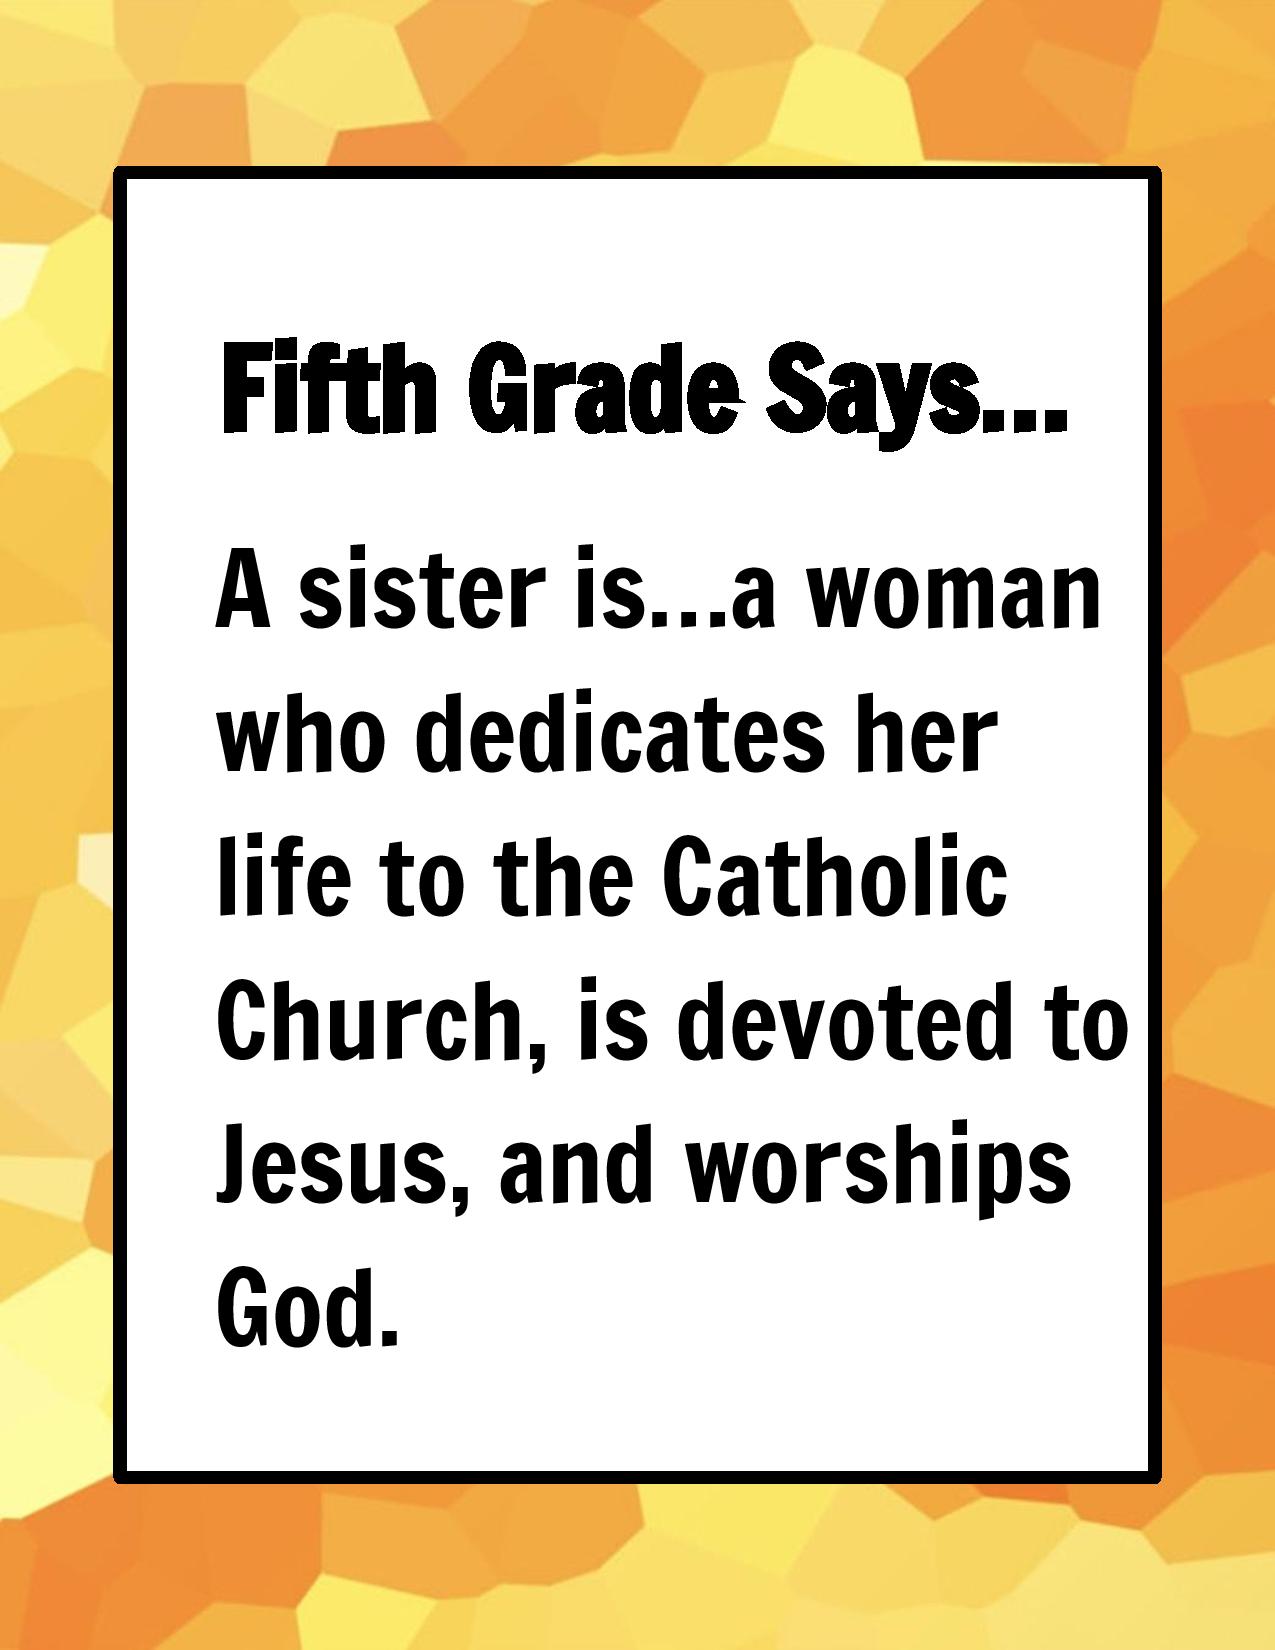 Fifth Grade Says...
A sister is...a woman
who dedicates her
life to the Catholic
Church, is devoted to
Jesus, and worships
God.